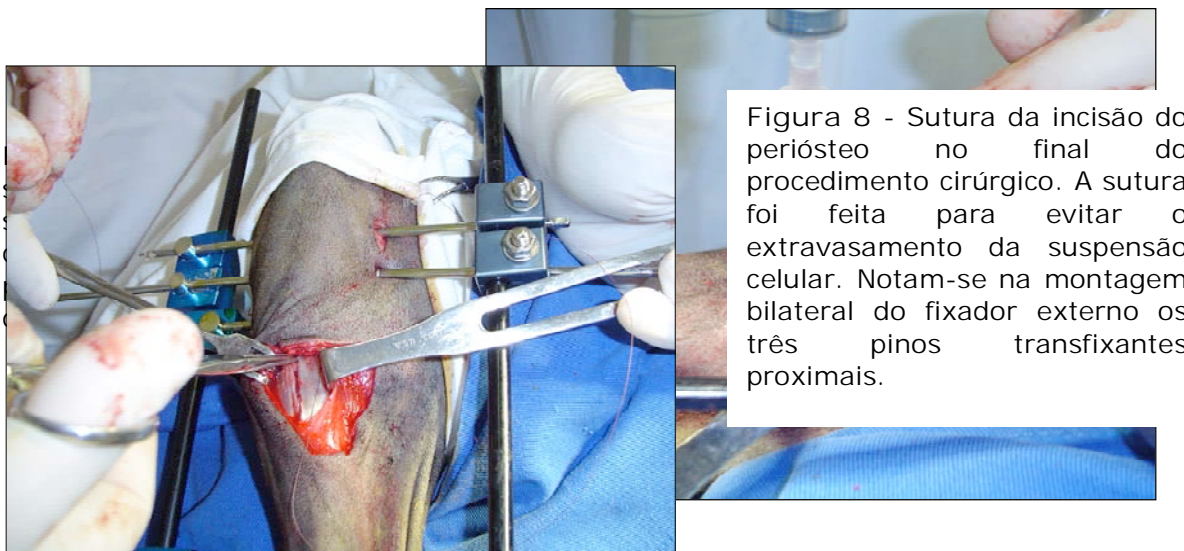 Figura 8 - Sutura da incisão do
periósteo no final do
procedimento cirúrgico. A sutura
foi feita para evitar o
extravasamento da suspensão
celular. Notam-se na montagem
bilateral do fixador externo os
três pinos transfixantes
proximais.